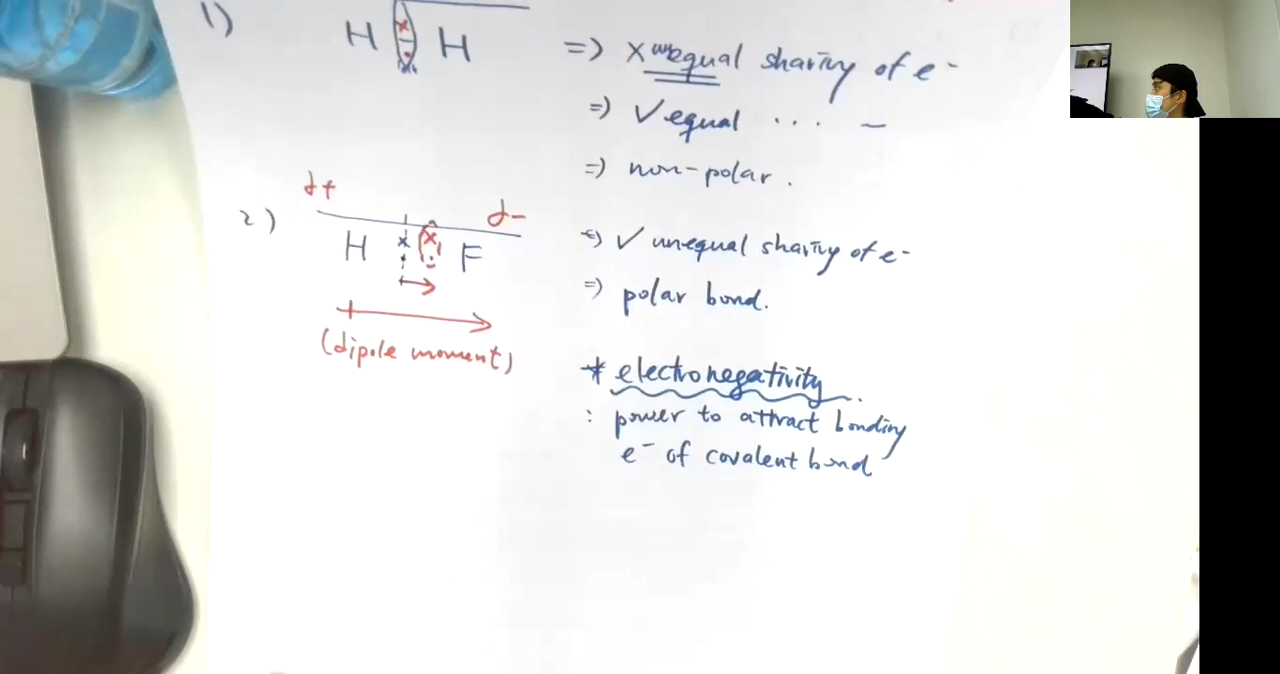 1)
H × H
=) × unequal sharing of e⁻
=) ✓ equal ... –
=) non-polar.
2)
δ+ δ-
H × × F
=) ✓ unequal sharing of e⁻
=) polar bond.
(dipole moment)
* electronegativity
: power to attract bonding
e⁻ of covalent bond